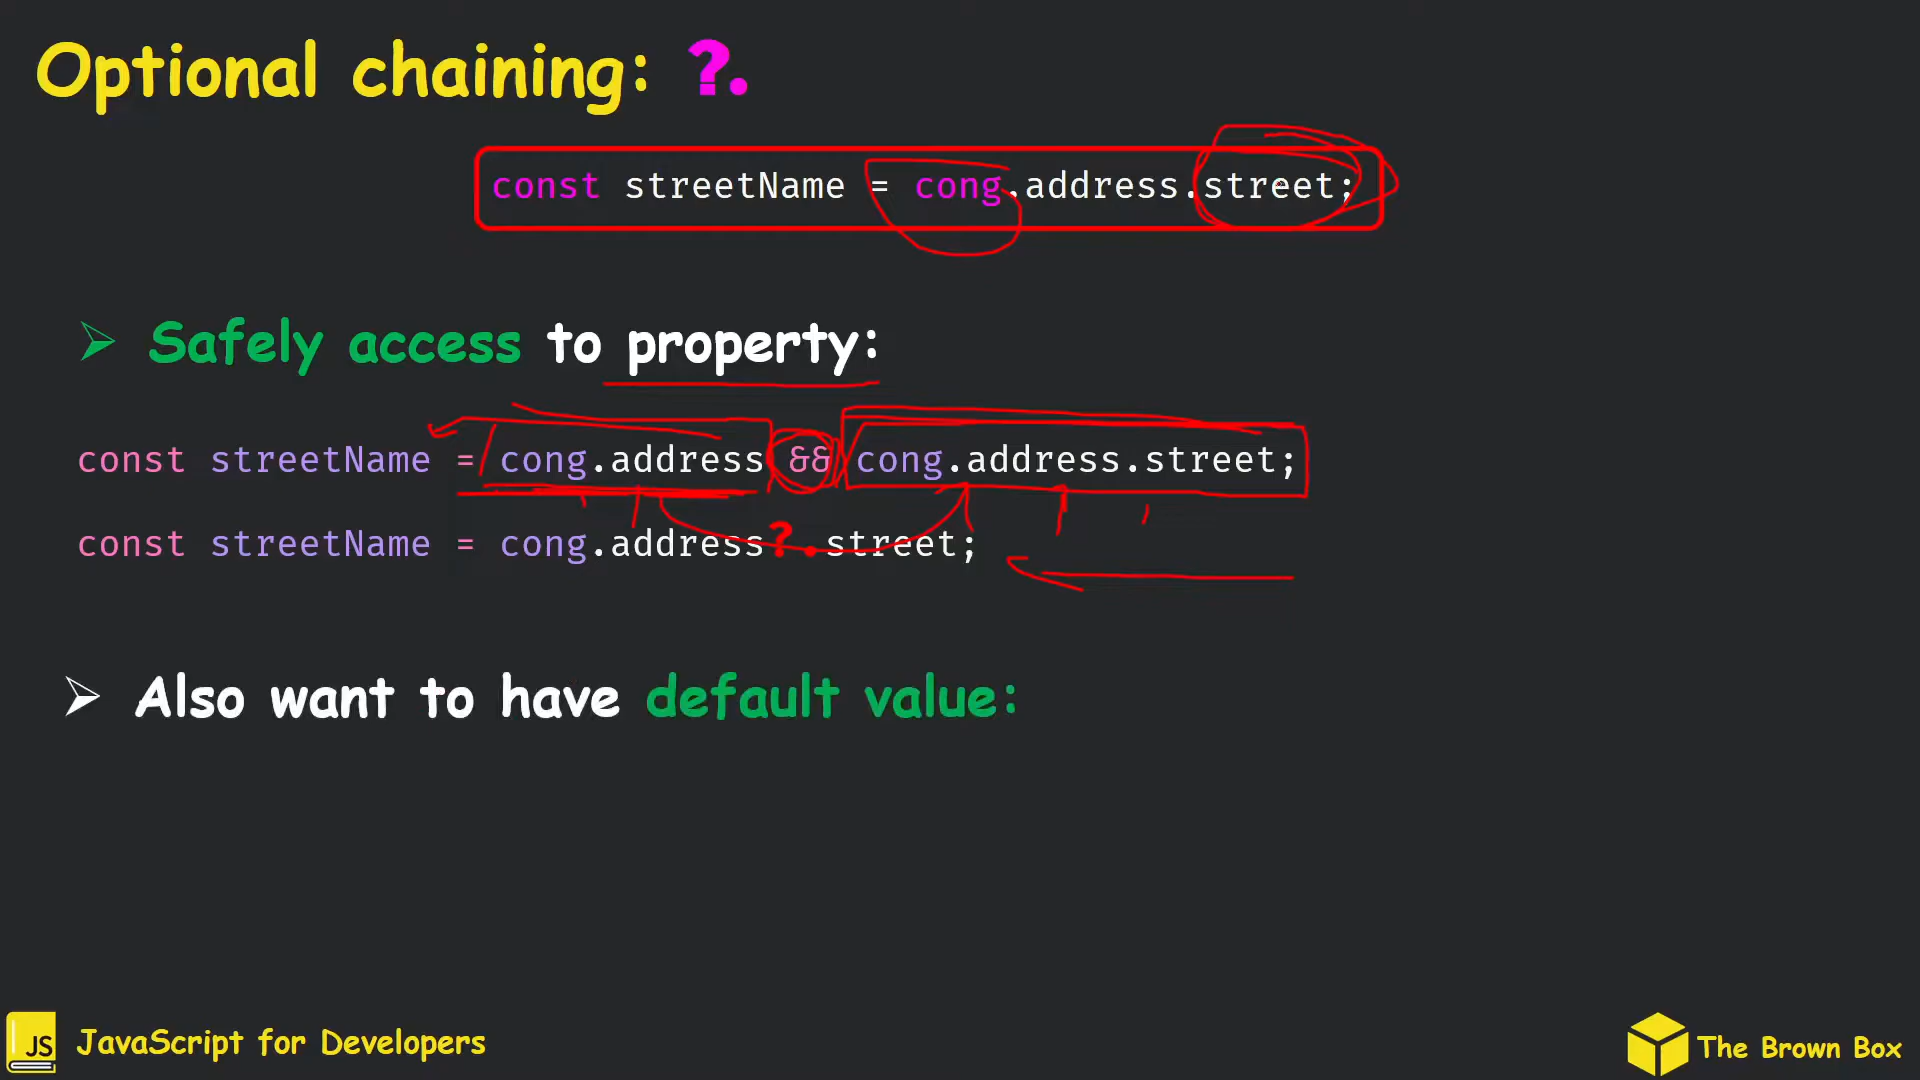 Optional chaining: ?.
const streetName = cong.address.street;
➢ Safely access to property:
const streetName = cong.address && cong.address.street;
const streetName = cong.address?.street;
➢ Also want to have default value:
JS JavaScript for Developers
The Brown Box